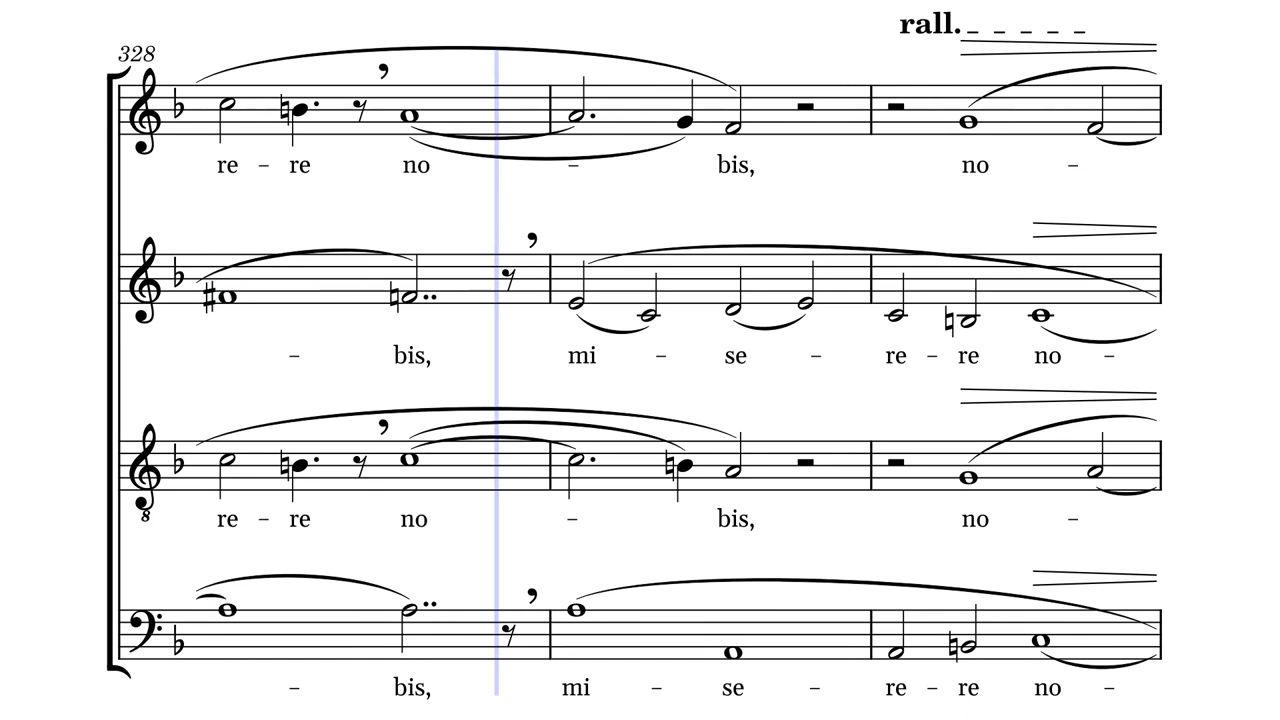 rall.
328
re – re no – bis, no –
– bis, mi – se – re – re no –
8
re – re no – bis, no –
– bis, mi – se – re – re no –